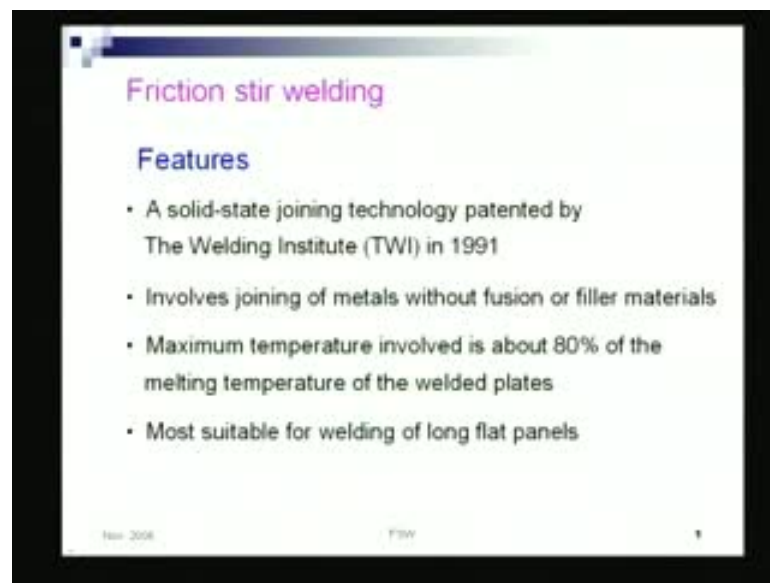 Friction stir welding
Features
• A solid-state joining technology patented by
The Welding Institute (TWI) in 1991
• Involves joining of metals without fusion or filler materials
• Maximum temperature involved is about 80% of the
melting temperature of the welded plates
• Most suitable for welding of long flat panels
FSW